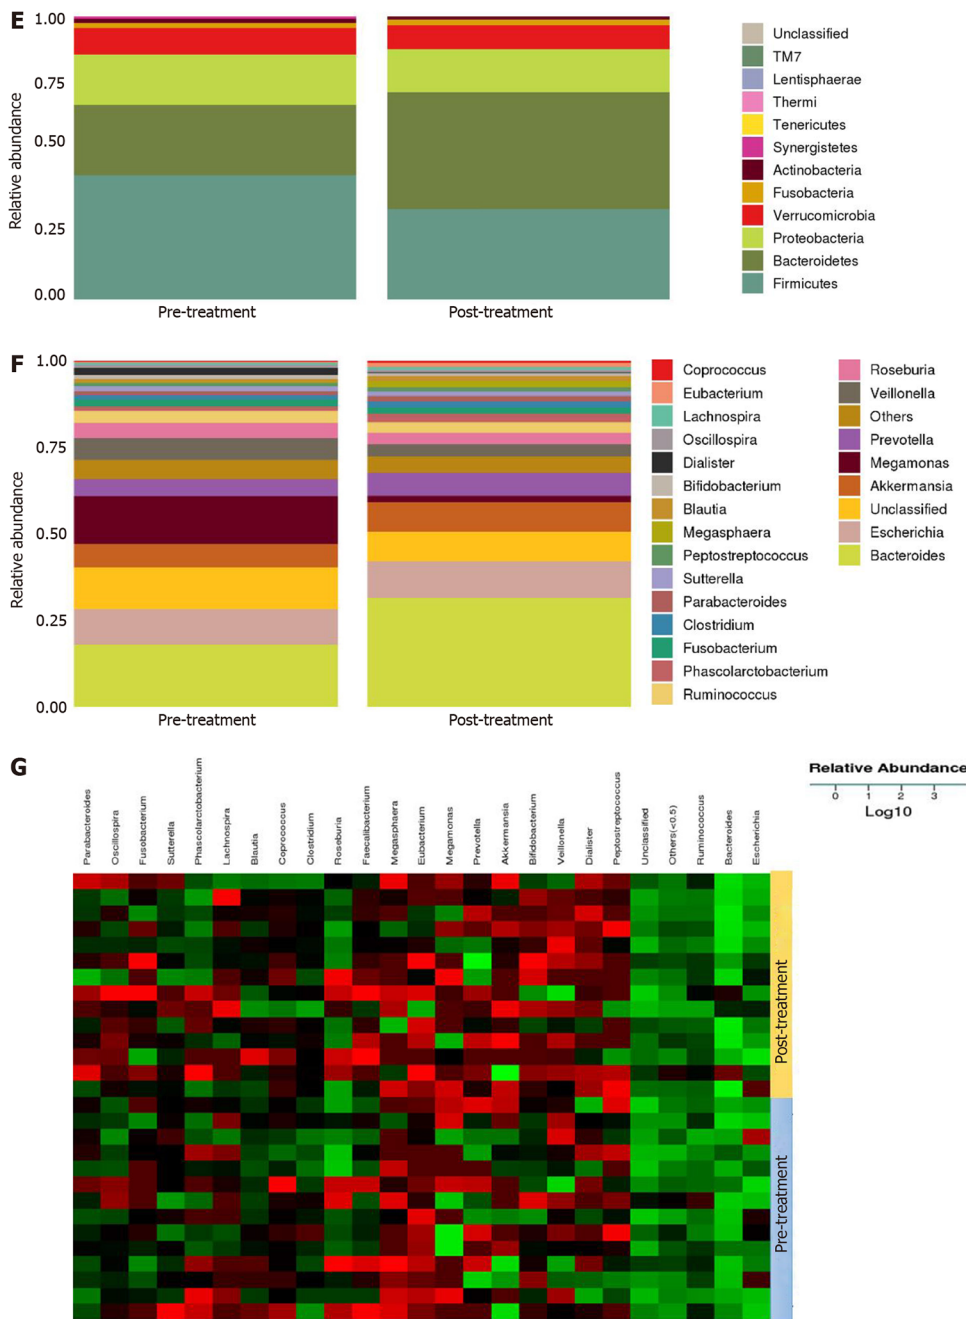 E
1.00
0.75
0.50
0.25
0.00
Relative abundance
Pre-treatment
Post-treatment
Unclassified
TM7
Lentisphaerae
Thermi
Tenericutes
Synergistetes
Actinobacteria
Fusobacteria
Verrucomicrobia
Proteobacteria
Bacteroidetes
Firmicutes
F
1.00
0.75
0.50
0.25
0.00
Relative abundance
Pre-treatment
Post-treatment
Coprococcus
Eubacterium
Lachnospira
Oscillospira
Dialister
Bifidobacterium
Blautia
Megasphaera
Peptostreptococcus
Sutterella
Parabacteroides
Clostridium
Fusobacterium
Phascolarctobacterium
Ruminococcus
Roseburia
Veillonella
Others
Prevotella
Megamonas
Akkermansia
Unclassified
Escherichia
Bacteroides
G
Parabacteroides
Oscillospira
Fusobacterium
Sutterella
Phascolarctobacterium
Lachnospira
Blautia
Coprococcus
Clostridium
Roseburia
Faecalibacterium
Megasphaera
Eubacterium
Megamonas
Prevotella
Akkermansia
Bifidobacterium
Veillonella
Dialister
Peptostreptococcus
Unclassified
Others(<0.5)
Ruminococcus
Bacteroides
Escherichia
Relative Abundance
0 1 2 3
Log10
Post-treatment
Pre-treatment